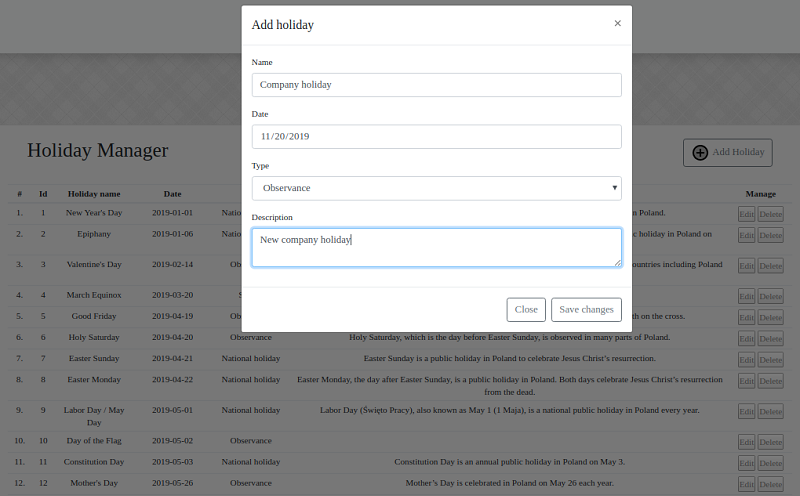 Add holiday ×
Name
Company holiday
Date
11/20/2019
Type
Observance
Description
New company holiday
Close Save changes
Holiday Manager
Add Holiday
# Id Holiday name Date Manage
1. 1 New Year's Day 2019-01-01 Natio n Poland. Edit Delete
2. 2 Epiphany 2019-01-06 Natio ic holiday in Poland on Edit Delete
3. 3 Valentine's Day 2019-02-14 Ob ountries including Poland Edit Delete
4. 4 March Equinox 2019-03-20 S Edit Delete
5. 5 Good Friday 2019-04-19 Ob th on the cross. Edit Delete
6. 6 Holy Saturday 2019-04-20 Observance Holy Saturday, which is the day before Easter Sunday, is observed in many parts of Poland. Edit Delete
7. 7 Easter Sunday 2019-04-21 National holiday Easter Sunday is a public holiday in Poland to celebrate Jesus Christ's resurrection. Edit Delete
8. 8 Easter Monday 2019-04-22 National holiday Easter Monday, the day after Easter Sunday, is a public holiday in Poland. Both days celebrate Jesus Christ's resurrection Edit Delete
from the dead.
9. 9 Labor Day / May 2019-05-01 National holiday Labor Day (Święto Pracy), also known as May 1 (1 Maja), is a national public holiday in Poland every year. Edit Delete
Day
10. 10 Day of the Flag 2019-05-02 Observance Edit Delete
11. 11 Constitution Day 2019-05-03 National holiday Constitution Day is an annual public holiday in Poland on May 3. Edit Delete
12. 12 Mother's Day 2019-05-26 Observance Mother's Day is celebrated in Poland on May 26 each year. Edit Delete